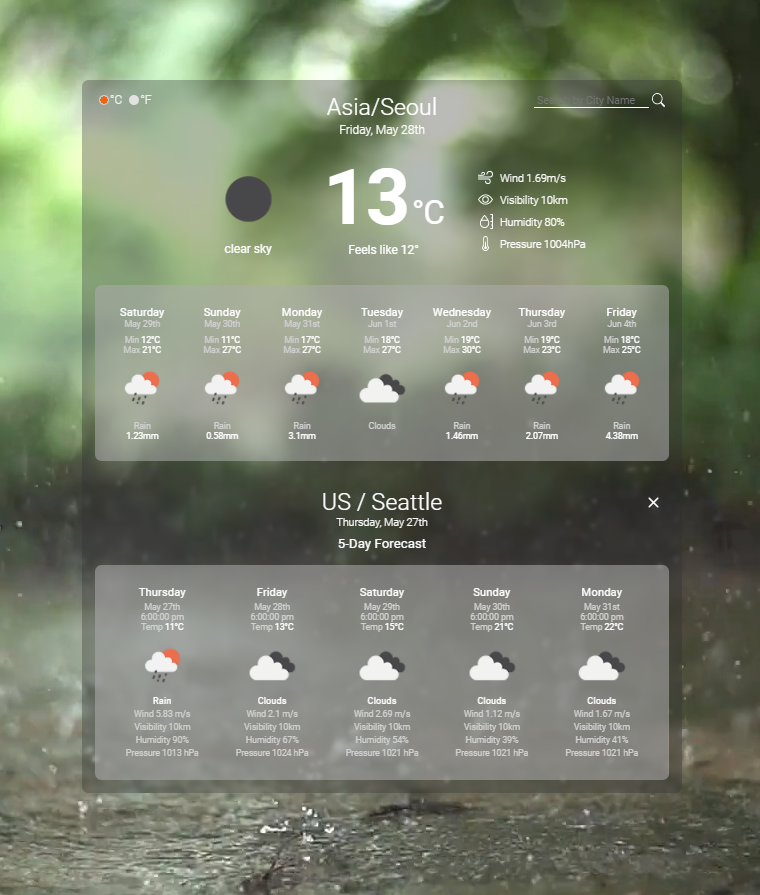 °C °F
Asia/Seoul
Search by City Name
Friday, May 28th
13 °C
clear sky
Feels like 12°
Wind 1.69m/s
Visibility 10km
Humidity 80%
Pressure 1004hPa
Saturday Sunday Monday Tuesday Wednesday Thursday Friday
May 29th May 30th May 31st Jun 1st Jun 2nd Jun 3rd Jun 4th
Min 12°C Min 11°C Min 17°C Min 18°C Min 19°C Min 19°C Min 18°C
Max 21°C Max 27°C Max 27°C Max 27°C Max 30°C Max 23°C Max 25°C
Rain Rain Rain Clouds Rain Rain Rain
1.23mm 0.58mm 3.1mm 1.46mm 2.07mm 4.38mm
US / Seattle
Thursday, May 27th
5-Day Forecast
Thursday Friday Saturday Sunday Monday
May 27th May 28th May 29th May 30th May 31st
6:00:00 pm 6:00:00 pm 6:00:00 pm 6:00:00 pm 6:00:00 pm
Temp 11°C Temp 13°C Temp 15°C Temp 21°C Temp 22°C
Rain Clouds Clouds Clouds Clouds
Wind 5.83 m/s Wind 2.1 m/s Wind 2.69 m/s Wind 1.12 m/s Wind 1.67 m/s
Visibility 10km Visibility 10km Visibility 10km Visibility 10km Visibility 10km
Humidity 90% Humidity 67% Humidity 54% Humidity 39% Humidity 41%
Pressure 1013 hPa Pressure 1024 hPa Pressure 1021 hPa Pressure 1021 hPa Pressure 1021 hPa